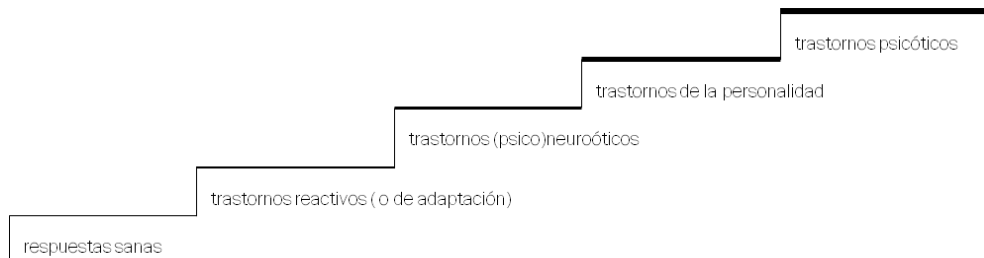 trastornos psicóticos
trastornos de la personalidad
trastornos (psico)neuroóticos
trastornos reactivos ( o de adaptación)
respuestas sanas